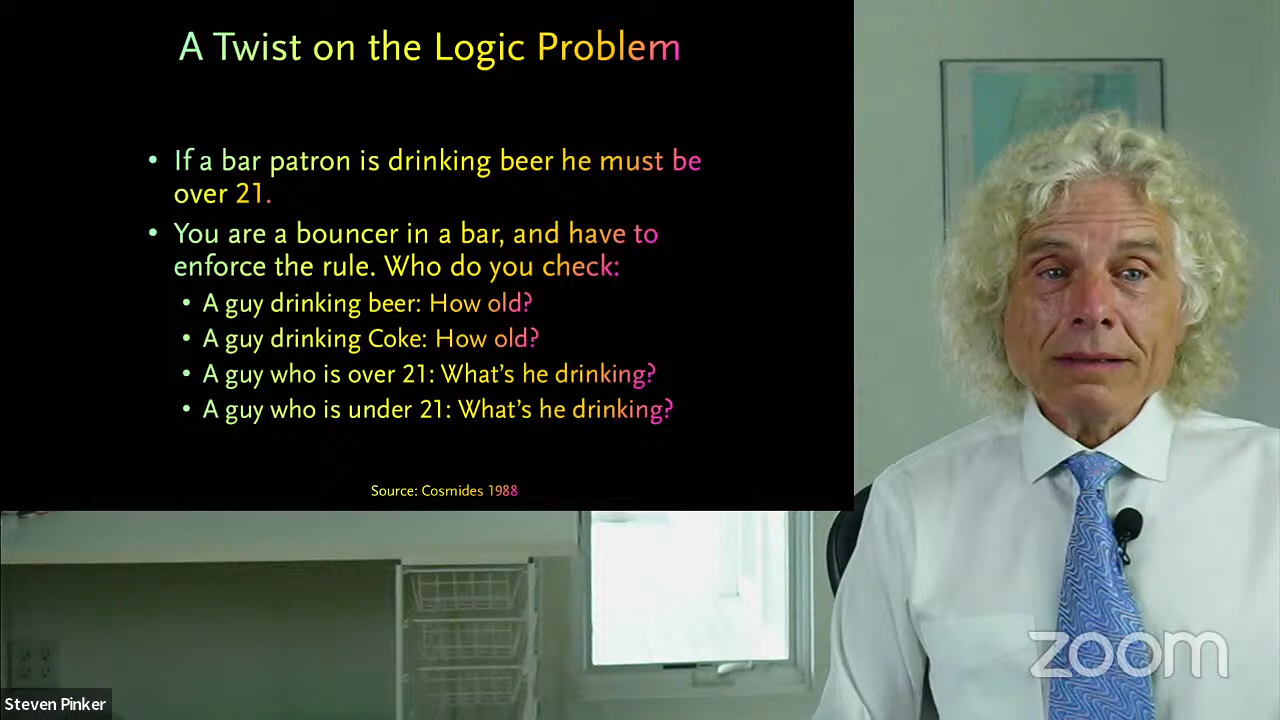 A Twist on the Logic Problem
• If a bar patron is drinking beer he must be
over 21.
• You are a bouncer in a bar, and have to
enforce the rule. Who do you check:
• A guy drinking beer: How old?
• A guy drinking Coke: How old?
• A guy who is over 21: What's he drinking?
• A guy who is under 21: What's he drinking?
Source: Cosmides 1988
zoom
Steven Pinker